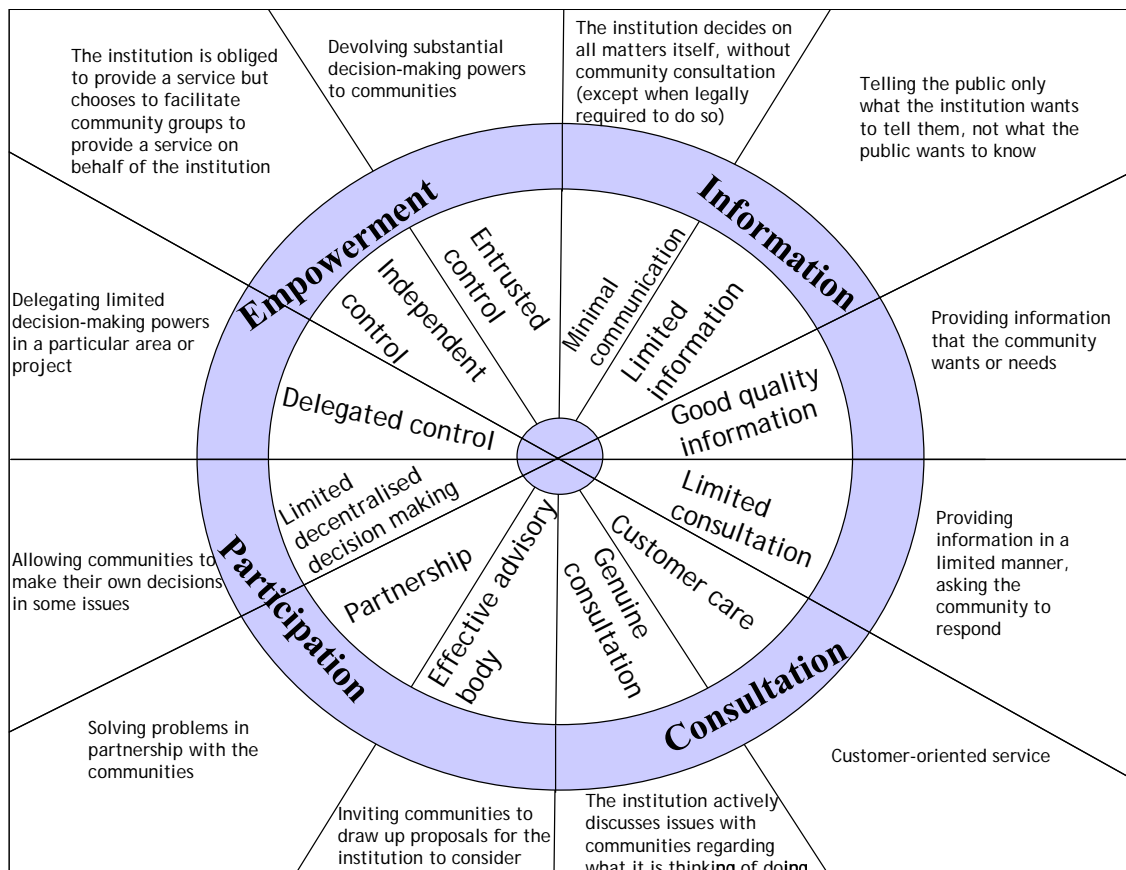 The institution is obliged
to provide a service but
chooses to facilitate
community groups to
provide a service on
behalf of the institution
Devolving substantial
decision-making powers
to communities
The institution decides on
all matters itself, without
community consultation
(except when legally
required to do so)
Telling the public only
what the institution wants
to tell them, not what the
public wants to know
Empowerment
Information
Independent
control
Entrusted
control
Minimal
communication
Limited
information
Delegating limited
decision-making powers
in a particular area or
project
Delegated control
Good quality
information
Providing information
that the community
wants or needs
Limited
decentralised
decision making
Limited
consultation
Allowing communities to
make their own decisions
in some issues
Participation
Partnership
Effective advisory
body
Genuine
consultation
Customer care
Consultation
Providing
information in a
limited manner,
asking the
community to
respond
Solving problems in
partnership with the
communities
Inviting communities to
draw up proposals for the
institution to consider
The institution actively
discusses issues with
communities regarding
what it is thinking of doing
Customer-oriented service